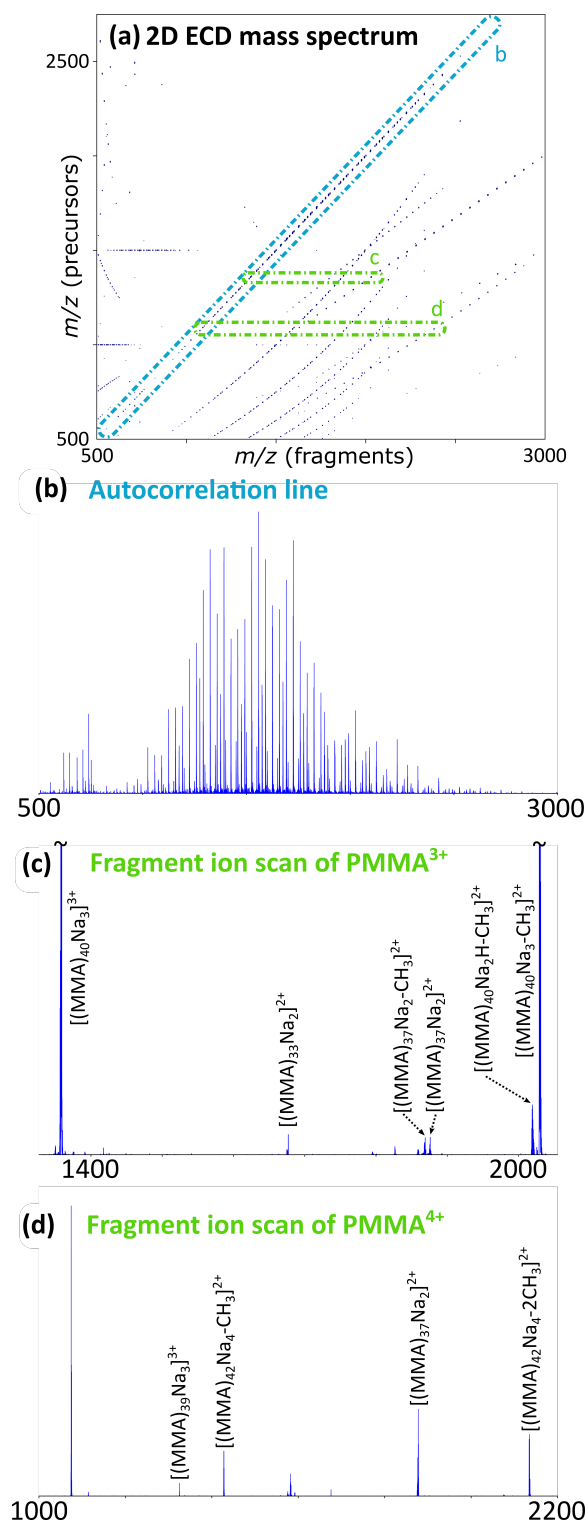 (a) 2D ECD mass spectrum
2500
b
m/z (precursors)
c
d
500
500
3000
m/z (fragments)
(b)
Autocorrelation line
500
3000
(c)
Fragment ion scan of PMMA³⁺
~
~
[(MMA)₄₀Na₃]³⁺
[(MMA)₃₃Na₂]²⁺
[(MMA)₃₇Na₂-CH₃]²⁺
[(MMA)₃₇Na₂]²⁺
[(MMA)₄₀Na₂H-CH₃]²⁺
[(MMA)₄₀Na₃-CH₃]²⁺
1400
2000
(d)
Fragment ion scan of PMMA⁴⁺
[(MMA)₃₉Na₃]³⁺
[(MMA)₄₂Na₄-CH₃]²⁺
[(MMA)₃₇Na₂]²⁺
[(MMA)₄₂Na₄-2CH₃]²⁺
1000
2200